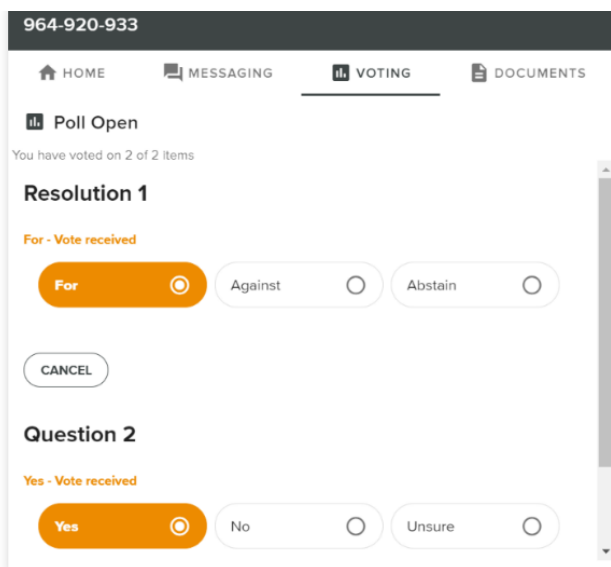 964-920-933
HOME MESSAGING VOTING DOCUMENTS
Poll Open
You have voted on 2 of 2 items
Resolution 1
For - Vote received
For Against Abstain
CANCEL
Question 2
Yes - Vote received
Yes No Unsure